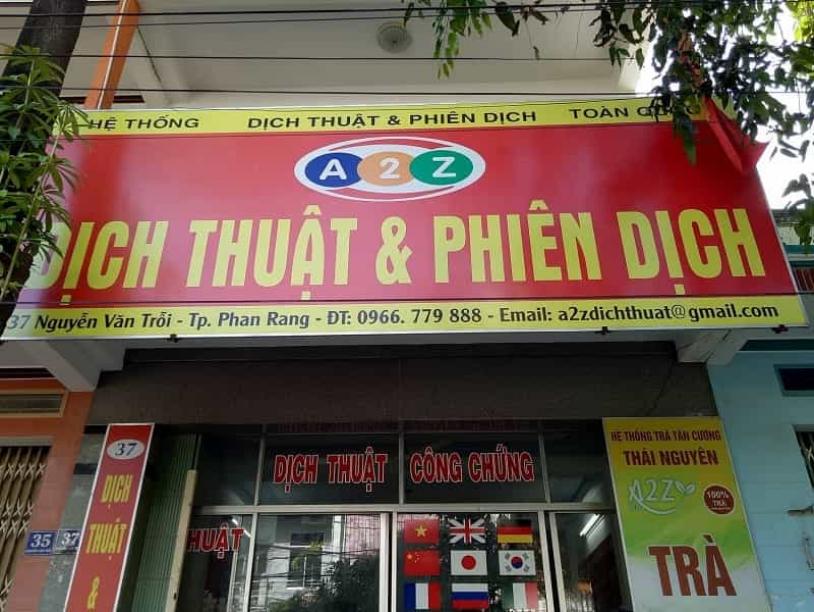 HỆ THỐNG DỊCH THUẬT & PHIÊN DỊCH TOÀN QUỐC
A2Z
DỊCH THUẬT & PHIÊN DỊCH
37 Nguyễn Văn Trỗi - Tp. Phan Rang - ĐT: 0966. 779 888 - Email: a2zdichthuat@gmail.com
37
DỊCH
THUẬT
&
DỊCH THUẬT CÔNG CHỨNG
THUẬT
35
37
HỆ THỐNG TRÀ TÂN CƯƠNG
THÁI NGUYÊN
A2Z
100%
TRÀ
TRÀ